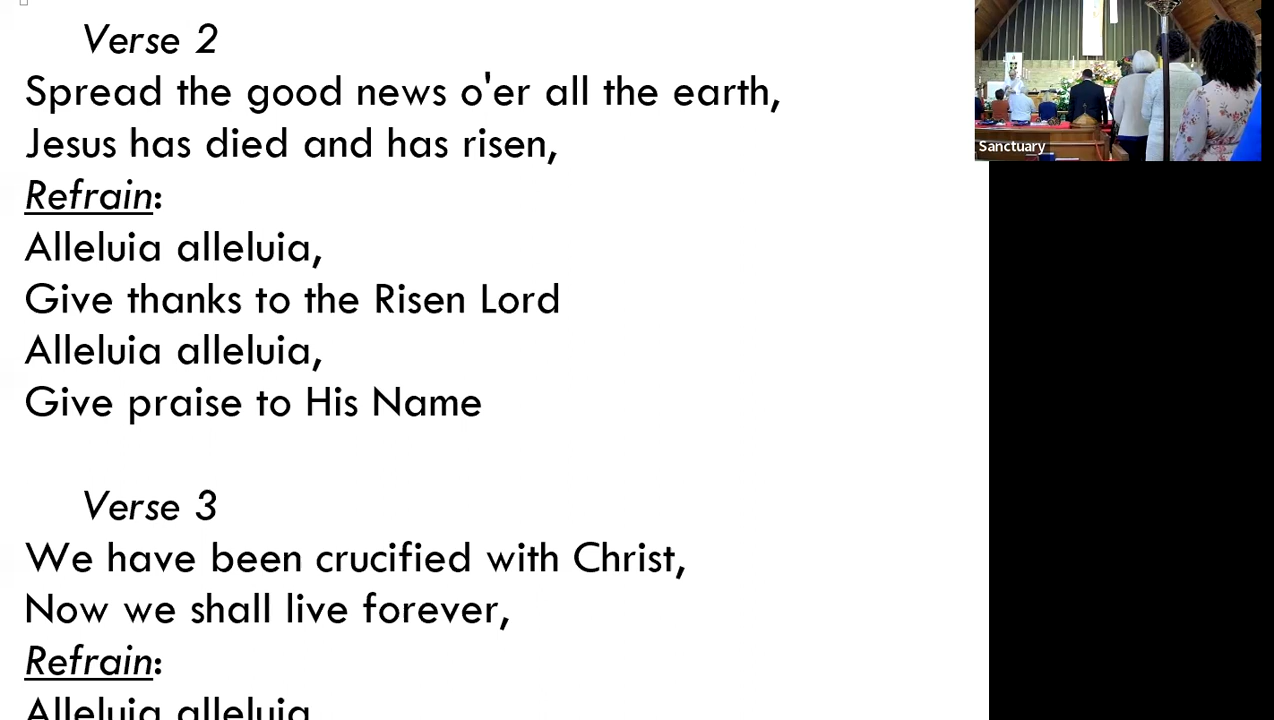 Verse 2
Spread the good news o'er all the earth,
Jesus has died and has risen,
Refrain:
Alleluia alleluia,
Give thanks to the Risen Lord
Alleluia alleluia,
Give praise to His Name
Verse 3
We have been crucified with Christ,
Now we shall live forever,
Refrain:
Alleluia alleluia
Sanctuary